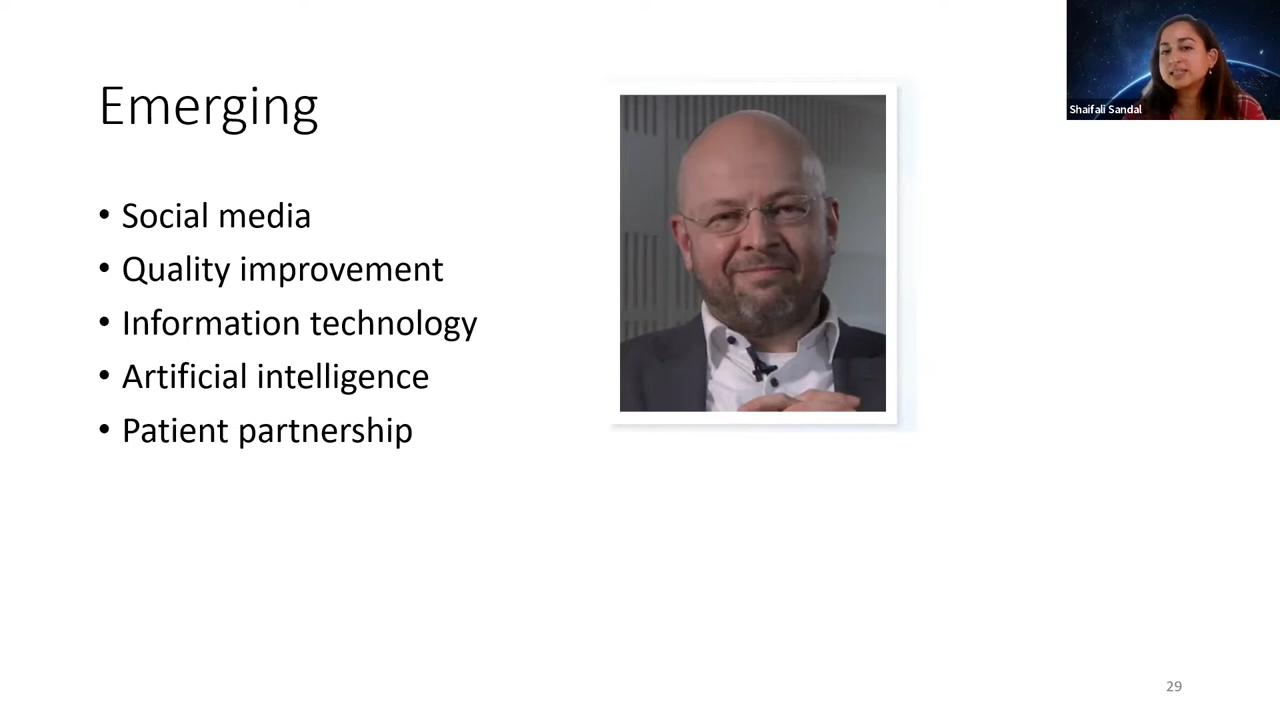 Emerging
• Social media
• Quality improvement
• Information technology
• Artificial intelligence
• Patient partnership
Shaifali Sandal
29